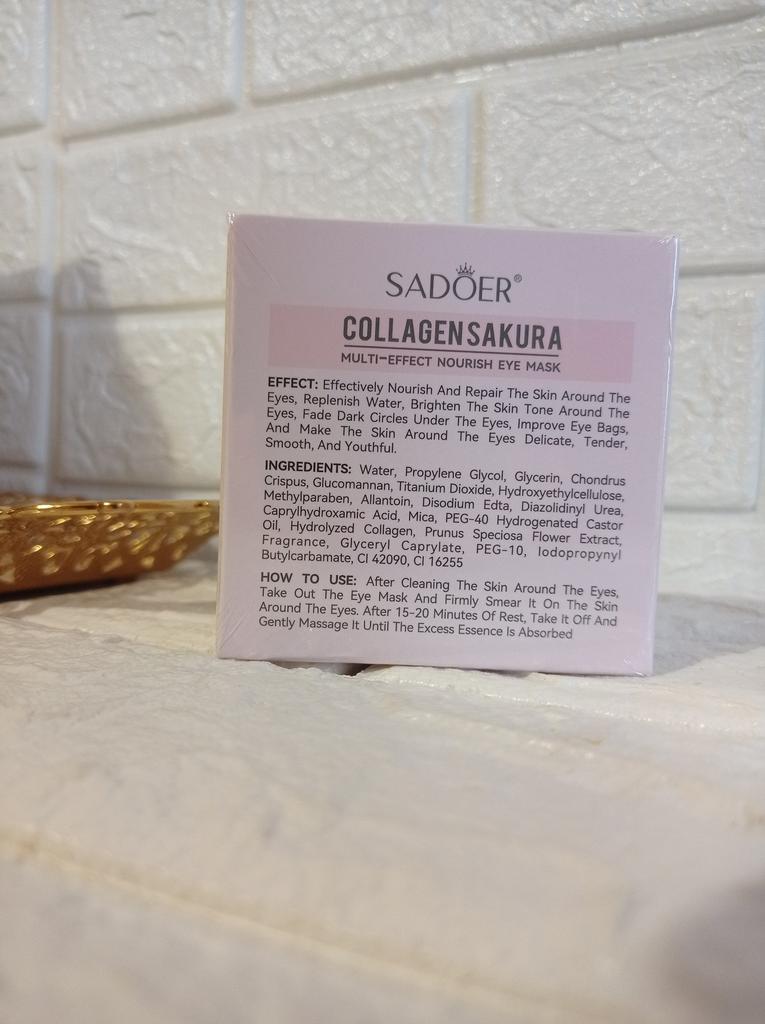 SADOER®
COLLAGEN SAKURA
MULTI-EFFECT NOURISH EYE MASK
EFFECT: Effectively Nourish And Repair The Skin Around The
Eyes, Replenish Water, Brighten The Skin Tone Around The
Eyes, Fade Dark Circles Under The Eyes, Improve Eye Bags,
And Make The Skin Around The Eyes Delicate, Tender,
Smooth, And Youthful.
INGREDIENTS: Water, Propylene Glycol, Glycerin, Chondrus
Crispus, Glucomannan, Titanium Dioxide, Hydroxyethylcellulose,
Methylparaben, Allantoin, Disodium Edta, Diazolidinyl Urea,
Caprylhydroxamic Acid, Mica, PEG-40 Hydrogenated Castor
Oil, Hydrolyzed Collagen, Prunus Speciosa Flower Extract,
Fragrance, Glyceryl Caprylate, PEG-10, Iodopropynyl
Butylcarbamate, CI 42090, CI 16255
HOW TO USE: After Cleaning The Skin Around The Eyes,
Take Out The Eye Mask And Firmly Smear It On The Skin
Around The Eyes. After 15-20 Minutes Of Rest, Take It Off And
Gently Massage It Until The Excess Essence Is Absorbed